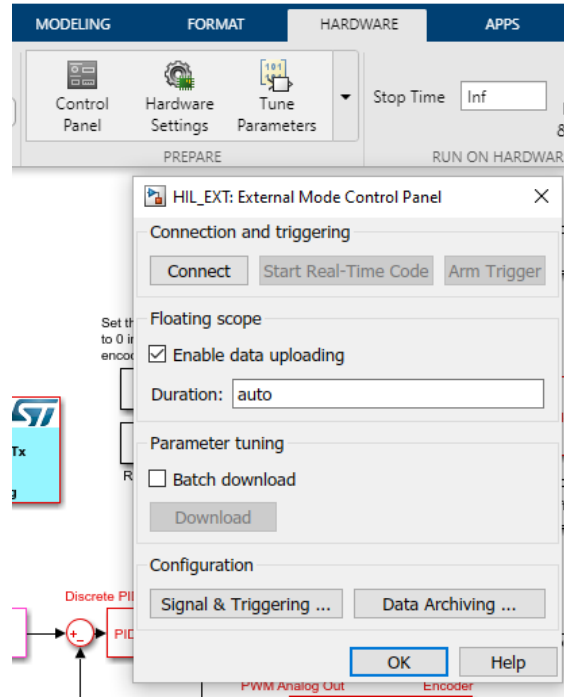 MODELING FORMAT HARDWARE APPS
Control Panel
Hardware Settings
Tune Parameters
Stop Time Inf
&
PREPARE
RUN ON HARDWAR
HIL_EXT: External Mode Control Panel
Connection and triggering
Connect Start Real-Time Code Arm Trigger
Set th
to 0 in
encod
Floating scope
Enable data uploading
Duration: auto
ST
Tx
g
R
Parameter tuning
Batch download
Download
Configuration
Signal & Triggering ... Data Archiving ...
Discrete PI
+
-
PID
OK Help
PWM Analog Out Encoder